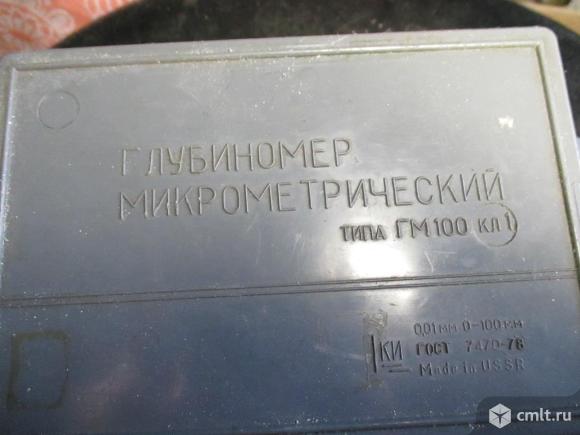 ГЛУБИНОМЕР
МИКРОМЕТРИЧЕСКИЙ
ТИПА ГМ100 КЛ1
0,01мм 0-100мм
КИ ГОСТ 7470-78
Made in USSR
cmlt.ru